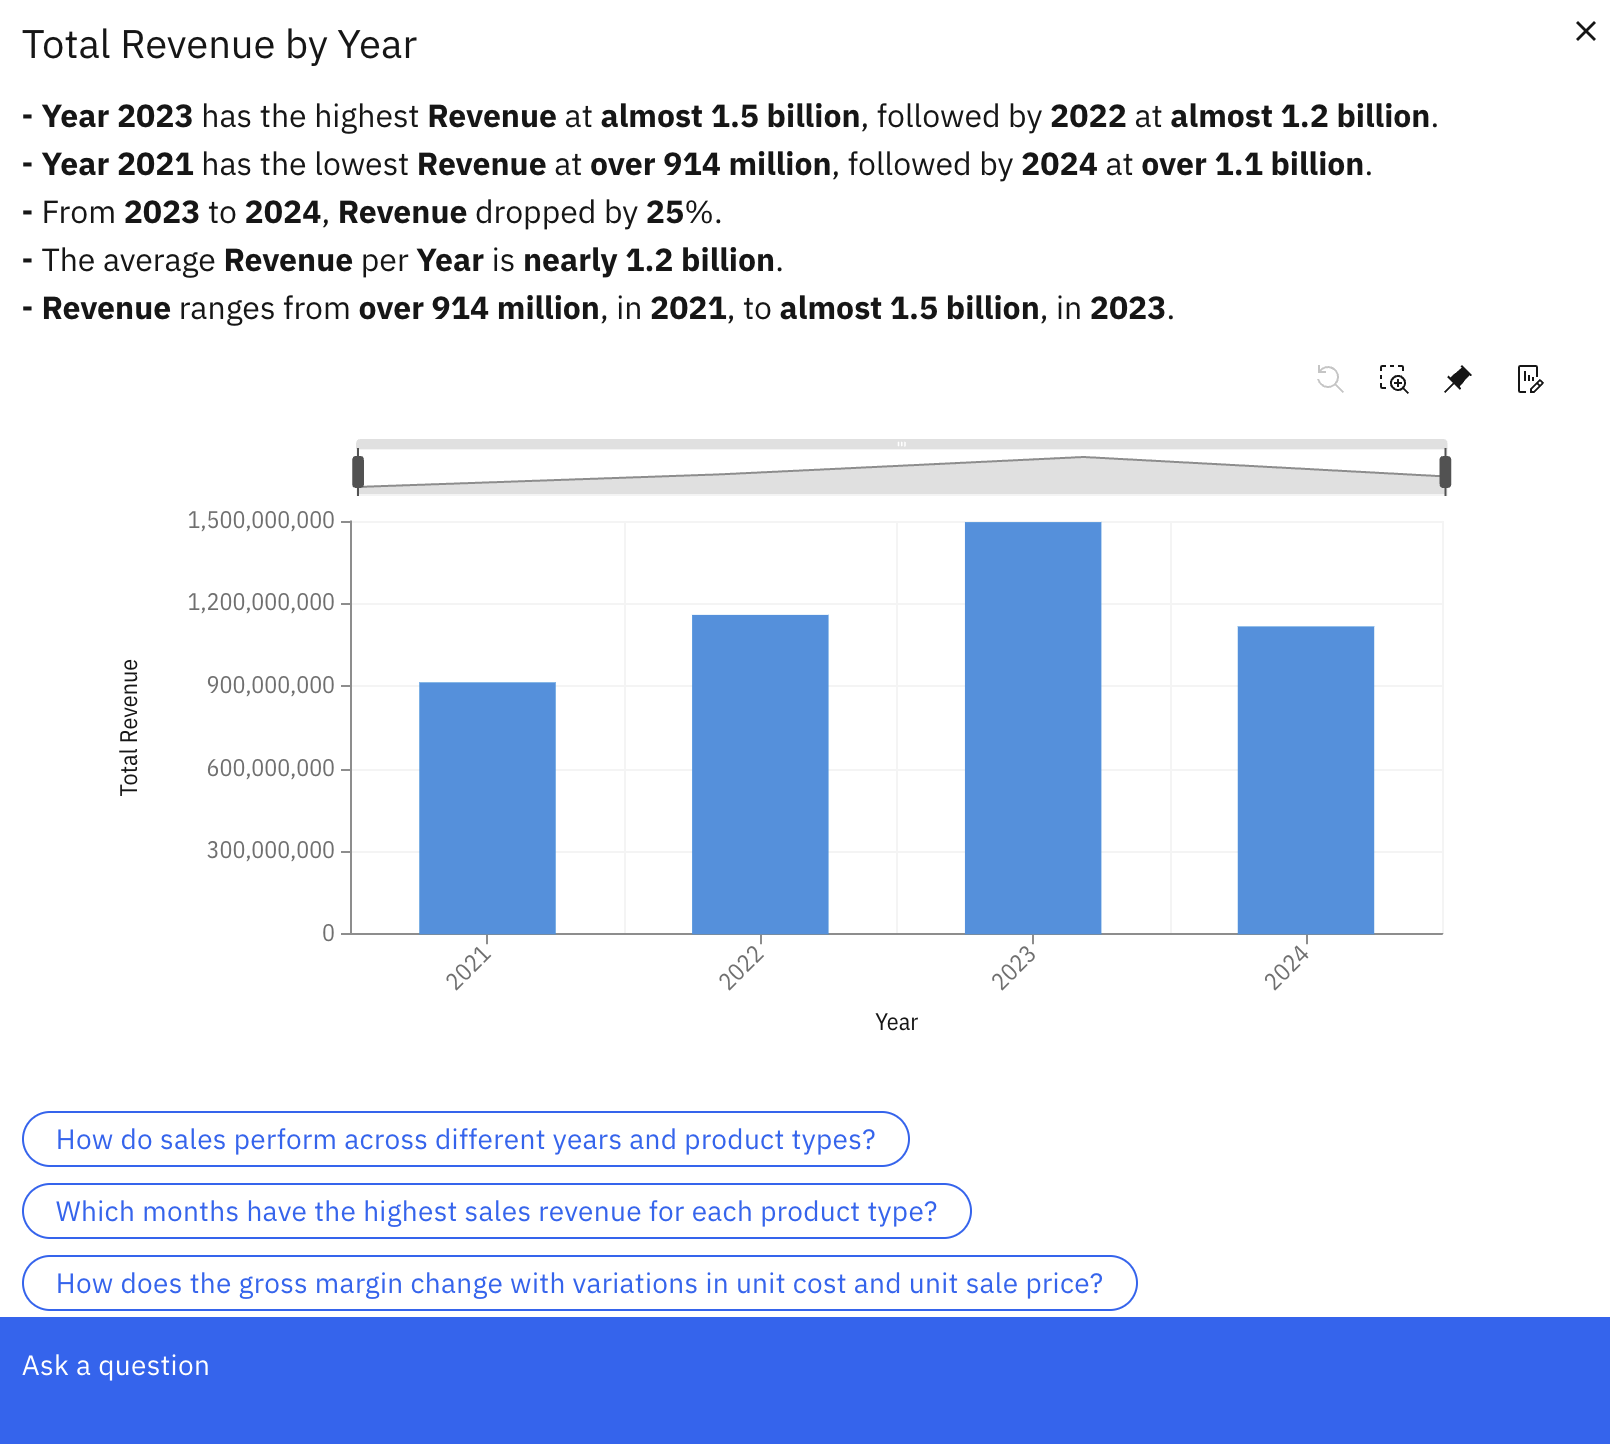 Total Revenue by Year
- Year 2023 has the highest Revenue at almost 1.5 billion, followed by 2022 at almost 1.2 billion.
- Year 2021 has the lowest Revenue at over 914 million, followed by 2024 at over 1.1 billion.
- From 2023 to 2024, Revenue dropped by 25%.
- The average Revenue per Year is nearly 1.2 billion.
- Revenue ranges from over 914 million, in 2021, to almost 1.5 billion, in 2023.
1,500,000,000
1,200,000,000
900,000,000
600,000,000
300,000,000
0
Total Revenue
2021
2022
2023
2024
Year
How do sales perform across different years and product types?
Which months have the highest sales revenue for each product type?
How does the gross margin change with variations in unit cost and unit sale price?
Ask a question